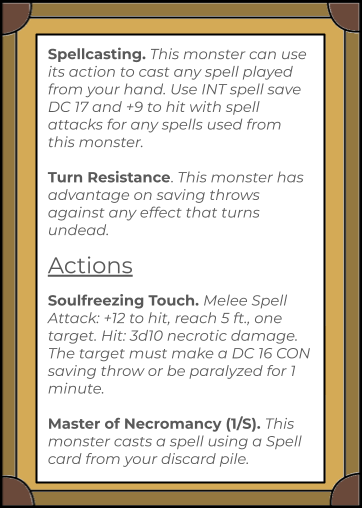 Spellcasting. This monster can use
its action to cast any spell played
from your hand. Use INT spell save
DC 17 and +9 to hit with spell
attacks for any spells used from
this monster.
Turn Resistance. This monster has
advantage on saving throws
against any effect that turns
undead.
Actions
Soulfreezing Touch. Melee Spell
Attack: +12 to hit, reach 5 ft., one
target. Hit: 3d10 necrotic damage.
The target must make a DC 16 CON
saving throw or be paralyzed for 1
minute.
Master of Necromancy (1/S). This
monster casts a spell using a Spell
card from your discard pile.